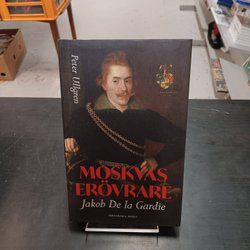 Peter Ullgren
MOSKVAS
ERÖVRARE
Jakob De la Gardie